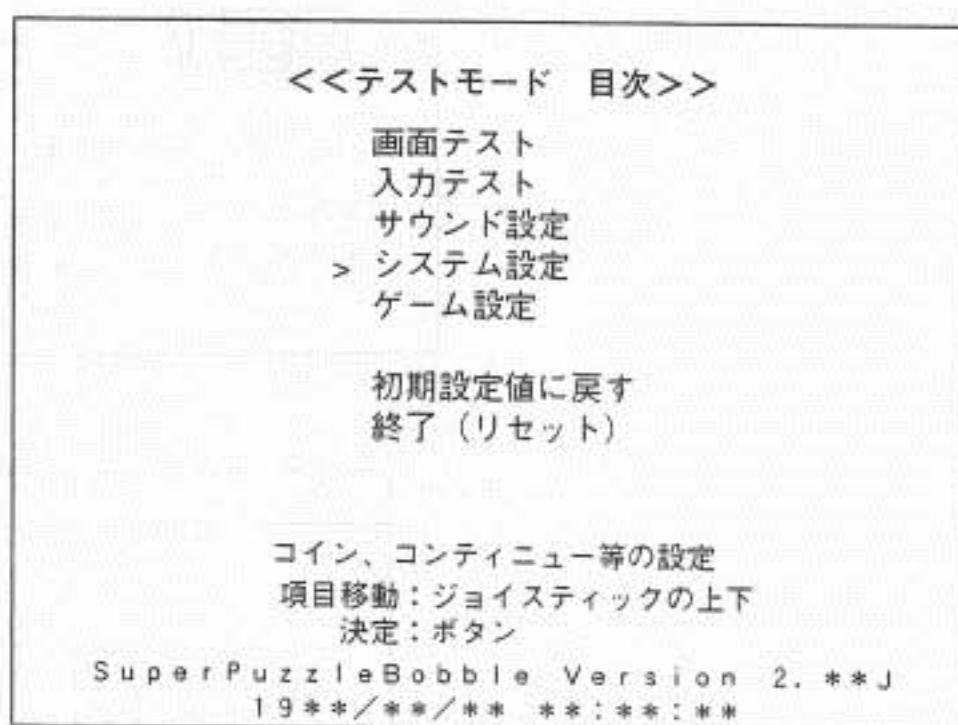 <<テストモード　目次>>
画面テスト
入力テスト
サウンド設定
> システム設定
ゲーム設定
初期設定値に戻す
終了（リセット）
コイン、コンティニュー等の設定
項目移動：ジョイスティックの上下
決定：ボタン
SuperPuzzleBobble Version 2.**J
19**/**/** **:**:**